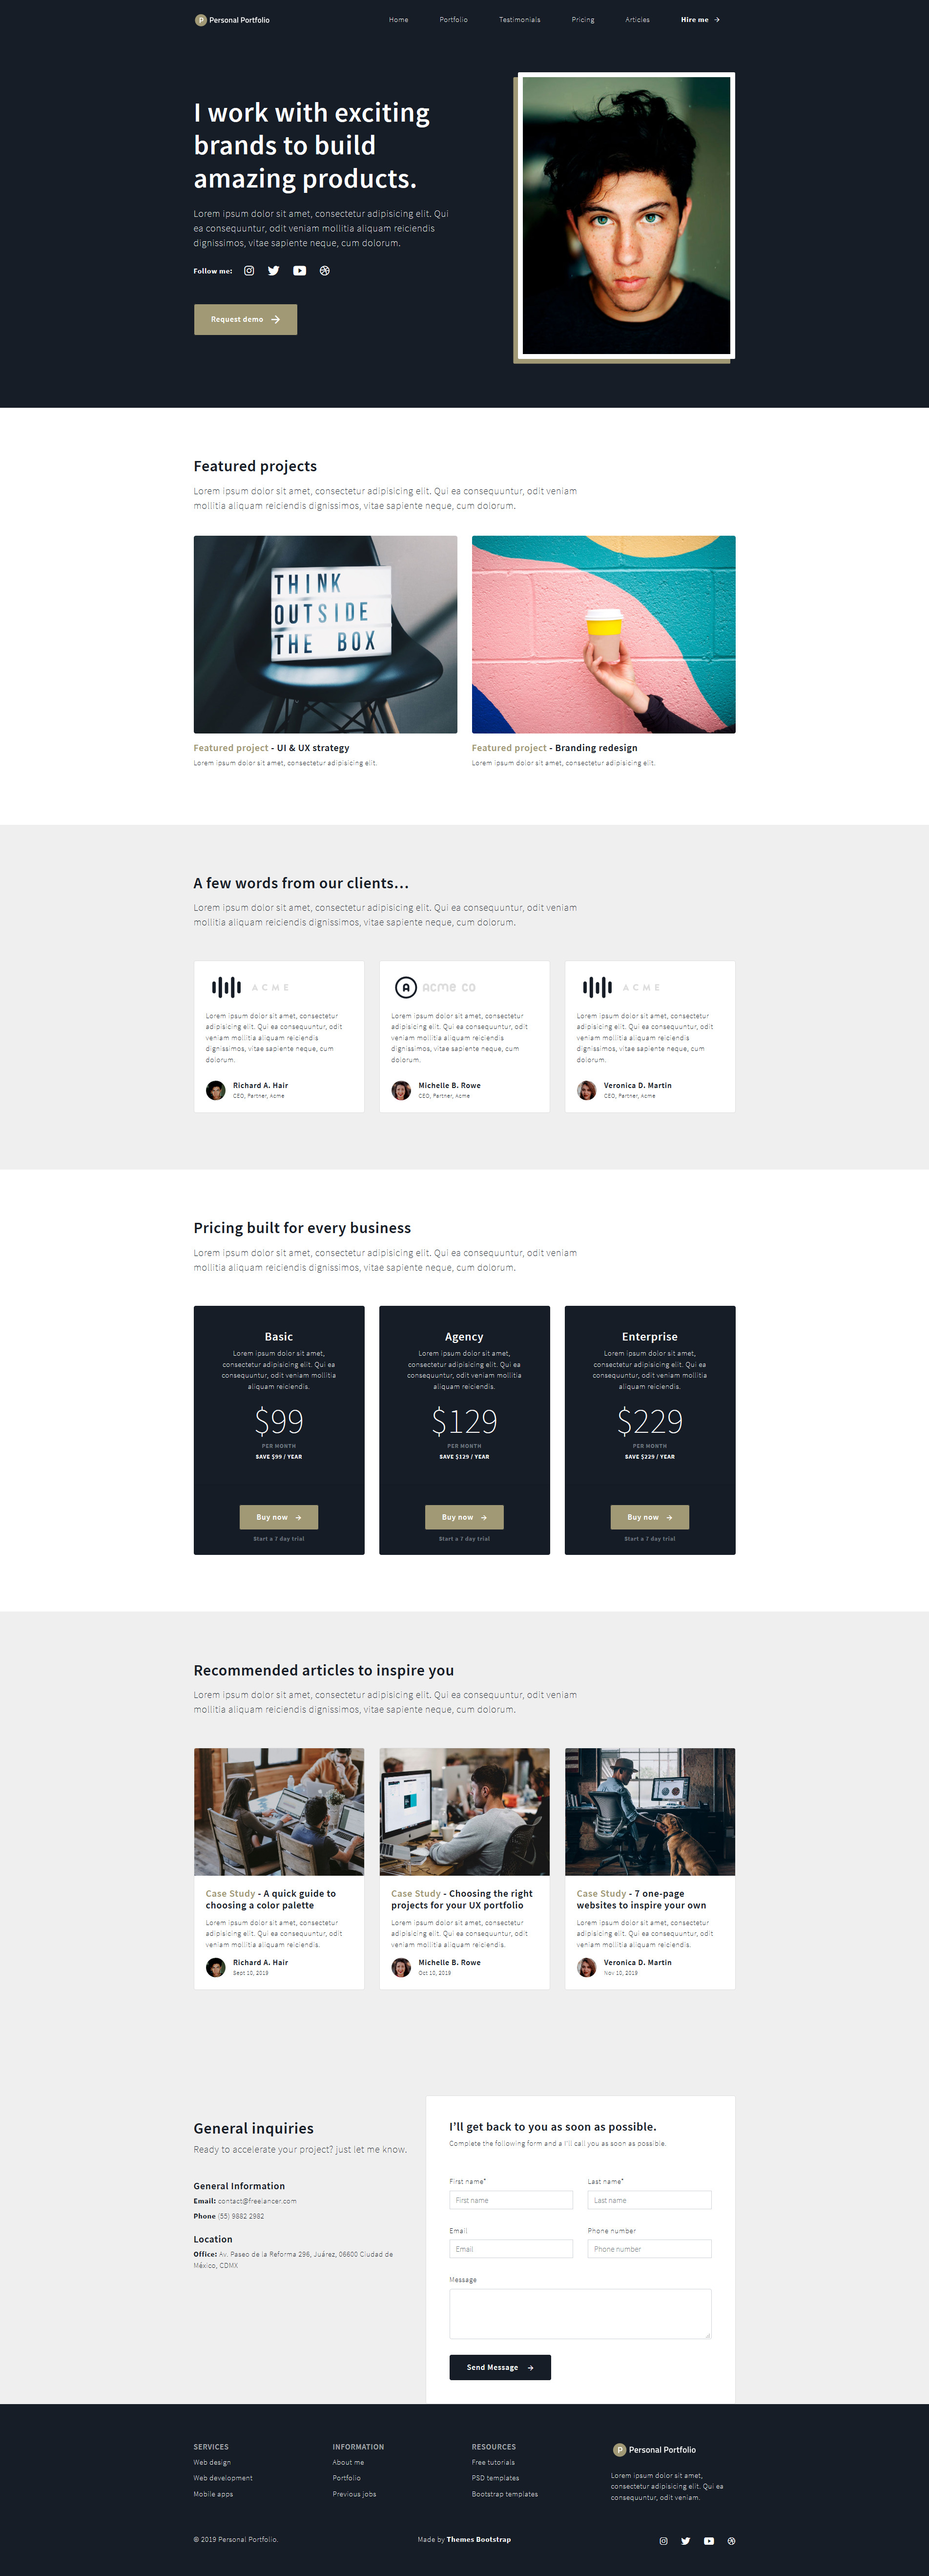 P Personal Portfolio
Home Portfolio Testimonials Pricing Articles Hire me
I work with exciting
brands to build
amazing products.
Lorem ipsum dolor sit amet, consectetur adipisicing elit. Qui
ea consequuntur, odit veniam mollitia aliquam reiciendis
dignissimos, vitae sapiente neque, cum dolorum.
Follow me:
Request demo
Featured projects
Lorem ipsum dolor sit amet, consectetur adipisicing elit. Qui ea consequuntur, odit veniam
mollitia aliquam reiciendis dignissimos, vitae sapiente neque, cum dolorum.
THINK
OUTSIDE
THE BOX
Featured project - UI & UX strategy
Lorem ipsum dolor sit amet, consectetur adipisicing elit.
Featured project - Branding redesign
Lorem ipsum dolor sit amet, consectetur adipisicing elit.
A few words from our clients...
Lorem ipsum dolor sit amet, consectetur adipisicing elit. Qui ea consequuntur, odit veniam
mollitia aliquam reiciendis dignissimos, vitae sapiente neque, cum dolorum.
ACME
Lorem ipsum dolor sit amet, consectetur
adipisicing elit. Qui ea consequuntur, odit
veniam mollitia aliquam reiciendis
dignissimos, vitae sapiente neque, cum
dolorum.
Richard A. Hair
CEO, Partner, Acme
A ACME CO
Lorem ipsum dolor sit amet, consectetur
adipisicing elit. Qui ea consequuntur, odit
veniam mollitia aliquam reiciendis
dignissimos, vitae sapiente neque, cum
dolorum.
Michelle B. Rowe
CEO, Partner, Acme
ACME
Lorem ipsum dolor sit amet, consectetur
adipisicing elit. Qui ea consequuntur, odit
veniam mollitia aliquam reiciendis
dignissimos, vitae sapiente neque, cum
dolorum.
Veronica D. Martin
CEO, Partner, Acme
Pricing built for every business
Lorem ipsum dolor sit amet, consectetur adipisicing elit. Qui ea consequuntur, odit veniam
mollitia aliquam reiciendis dignissimos, vitae sapiente neque, cum dolorum.
Basic
Lorem ipsum dolor sit amet,
consectetur adipisicing elit. Qui ea
consequuntur, odit veniam mollitia
aliquam reiciendis.
$99
PER MONTH
SAVE $99 / YEAR
Buy now
Start a 7 day trial
Agency
Lorem ipsum dolor sit amet,
consectetur adipisicing elit. Qui ea
consequuntur, odit veniam mollitia
aliquam reiciendis.
$129
PER MONTH
SAVE $129 / YEAR
Buy now
Start a 7 day trial
Enterprise
Lorem ipsum dolor sit amet,
consectetur adipisicing elit. Qui ea
consequuntur, odit veniam mollitia
aliquam reiciendis.
$229
PER MONTH
SAVE $229 / YEAR
Buy now
Start a 7 day trial
Recommended articles to inspire you
Lorem ipsum dolor sit amet, consectetur adipisicing elit. Qui ea consequuntur, odit veniam
mollitia aliquam reiciendis dignissimos, vitae sapiente neque, cum dolorum.
Case Study - A quick guide to
choosing a color palette
Lorem ipsum dolor sit amet, consectetur
adipisicing elit. Qui ea consequuntur, odit
veniam mollitia aliquam reiciendis.
Richard A. Hair
Sept 10, 2019
Case Study - Choosing the right
projects for your UX portfolio
Lorem ipsum dolor sit amet, consectetur
adipisicing elit. Qui ea consequuntur, odit
veniam mollitia aliquam reiciendis.
Michelle B. Rowe
Oct 10, 2019
Case Study - 7 one-page
websites to inspire your own
Lorem ipsum dolor sit amet, consectetur
adipisicing elit. Qui ea consequuntur, odit
veniam mollitia aliquam reiciendis.
Veronica D. Martin
Nov 10, 2019
General inquiries
Ready to accelerate your project? just let me know.
General Information
Email: contact@freelancer.com
Phone (55) 9882 2982
Location
Office: Av. Paseo de la Reforma 296, Juárez, 06600 Ciudad de
México, CDMX
I'll get back to you as soon as possible.
Complete the following form and a I'll call you as soon as possible.
First name* Last name*
First name Last name
Email Phone number
Email Phone number
Message
Send Message
SERVICES
Web design
Web development
Mobile apps
INFORMATION
About me
Portfolio
Previous jobs
RESOURCES
Free tutorials
PSD templates
Bootstrap templates
P Personal Portfolio
Lorem ipsum dolor sit amet,
consectetur adipisicing elit. Qui ea
consequuntur, odit veniam.
© 2019 Personal Portfolio.
Made by Themes Bootstrap